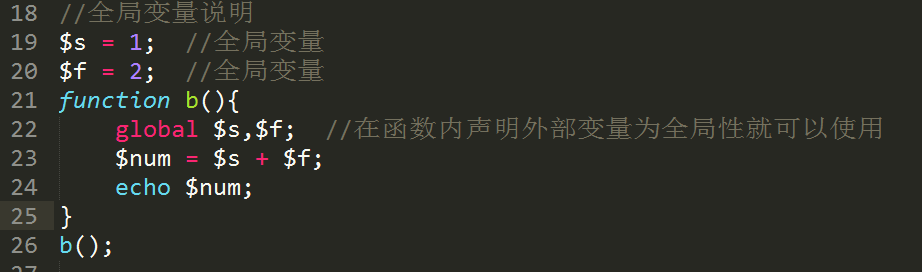 18 //全局变量说明
19 $s = 1;  //全局变量
20 $f = 2;  //全局变量
21 function b(){
22     global $s,$f;  //在函数内声明外部变量为全局性就可以使用
23     $num = $s + $f;
24     echo $num;
25 }
26 b();